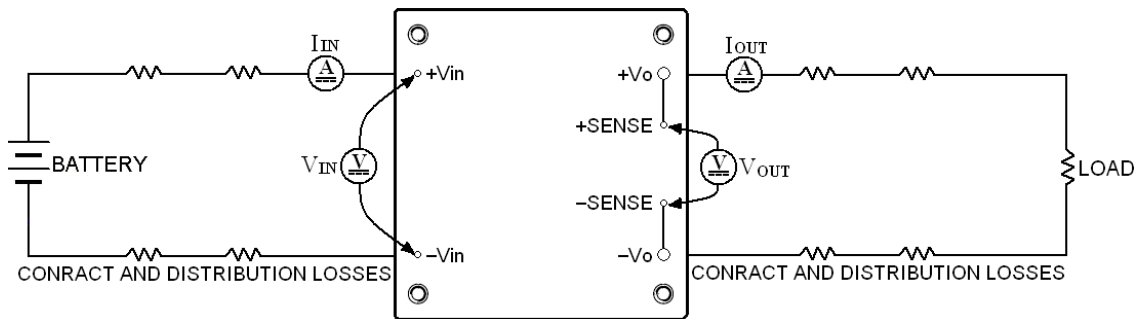 IIN
A
+Vin
BATTERY
VIN
V
−Vin
CONRACT AND DISTRIBUTION LOSSES
+Vo
+SENSE
−SENSE
−Vo
IOUT
A
V
VOUT
LOAD
CONRACT AND DISTRIBUTION LOSSES